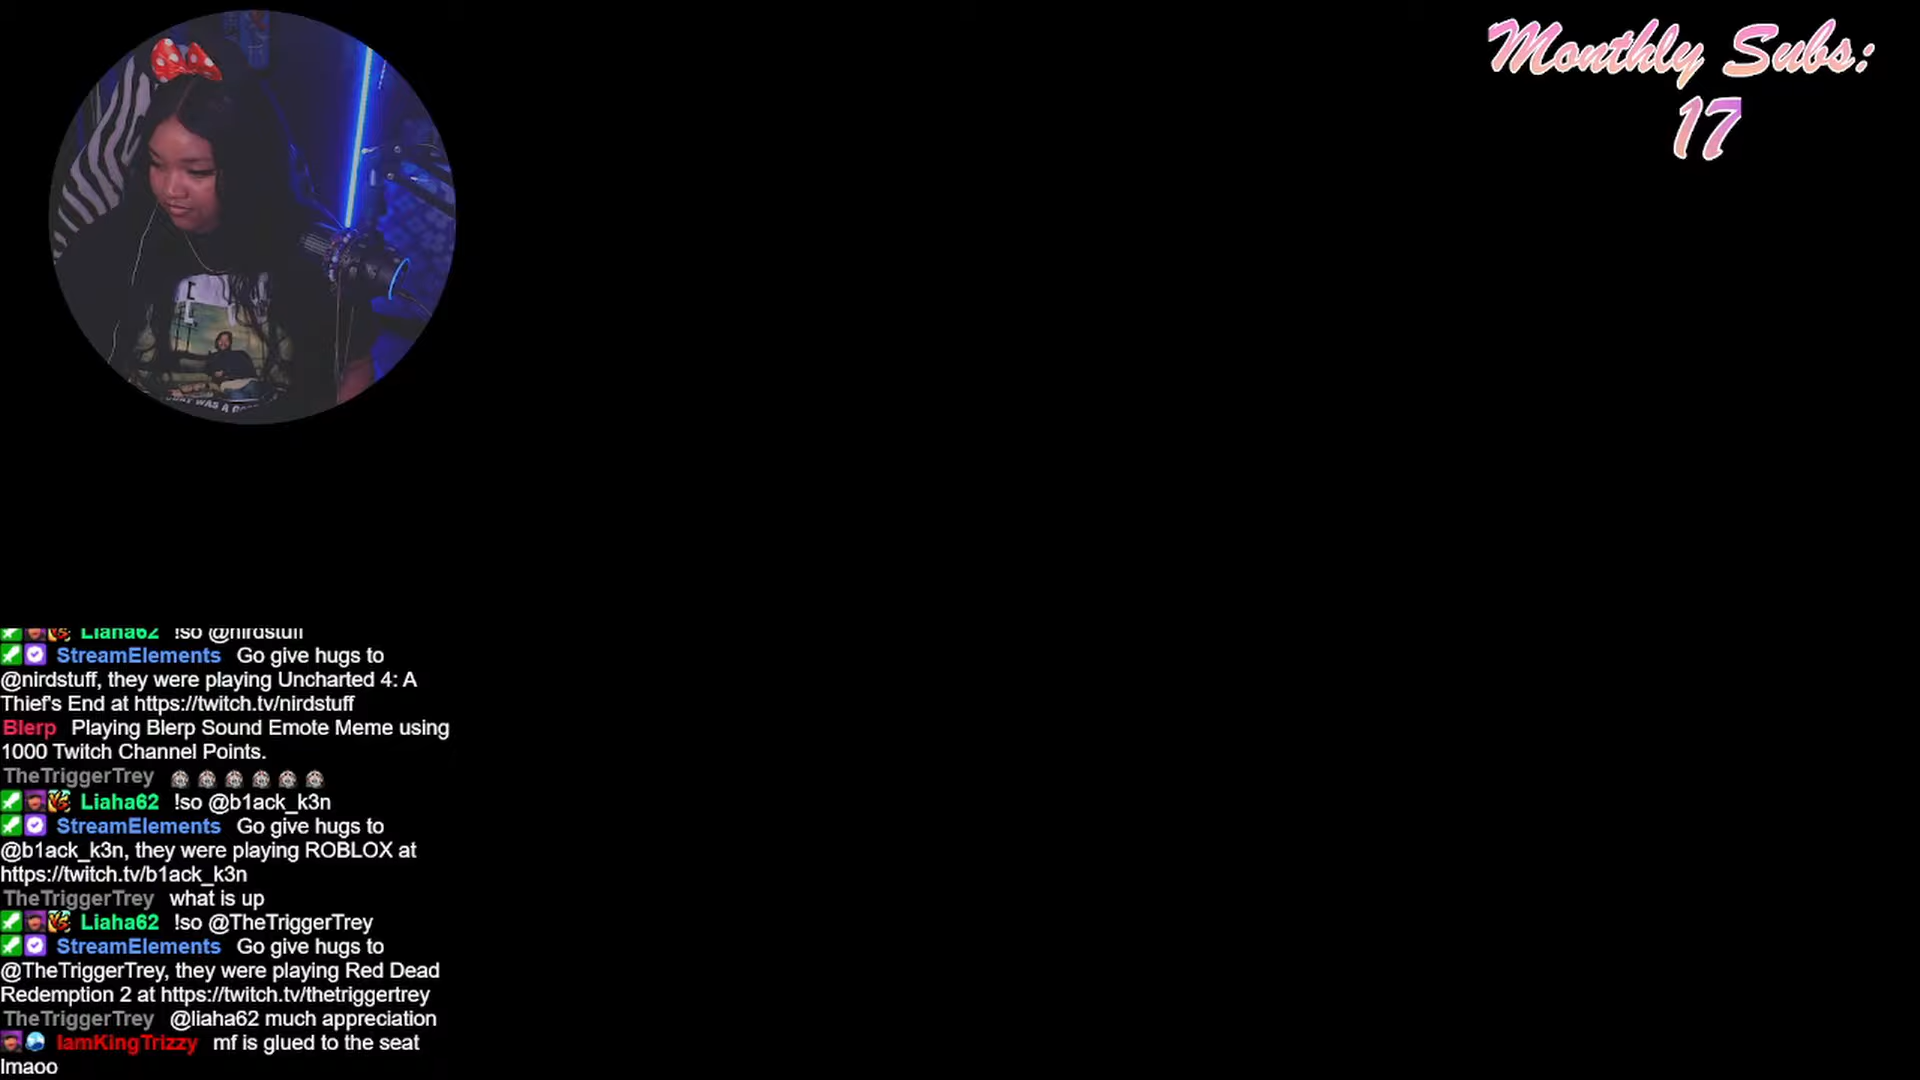 Monthly Subs:
17
Liaha62 !so @nirdstuff
StreamElements Go give hugs to
@nirdstuff, they were playing Uncharted 4: A
Thief's End at https://twitch.tv/nirdstuff
Blerp Playing Blerp Sound Emote Meme using
1000 Twitch Channel Points.
TheTriggerTrey
Liaha62 !so @b1ack_k3n
StreamElements Go give hugs to
@b1ack_k3n, they were playing ROBLOX at
https://twitch.tv/b1ack_k3n
TheTriggerTrey what is up
Liaha62 !so @TheTriggerTrey
StreamElements Go give hugs to
@TheTriggerTrey, they were playing Red Dead
Redemption 2 at https://twitch.tv/thetriggertrey
TheTriggerTrey @liaha62 much appreciation
IamKingTrizzy mf is glued to the seat
lmaoo